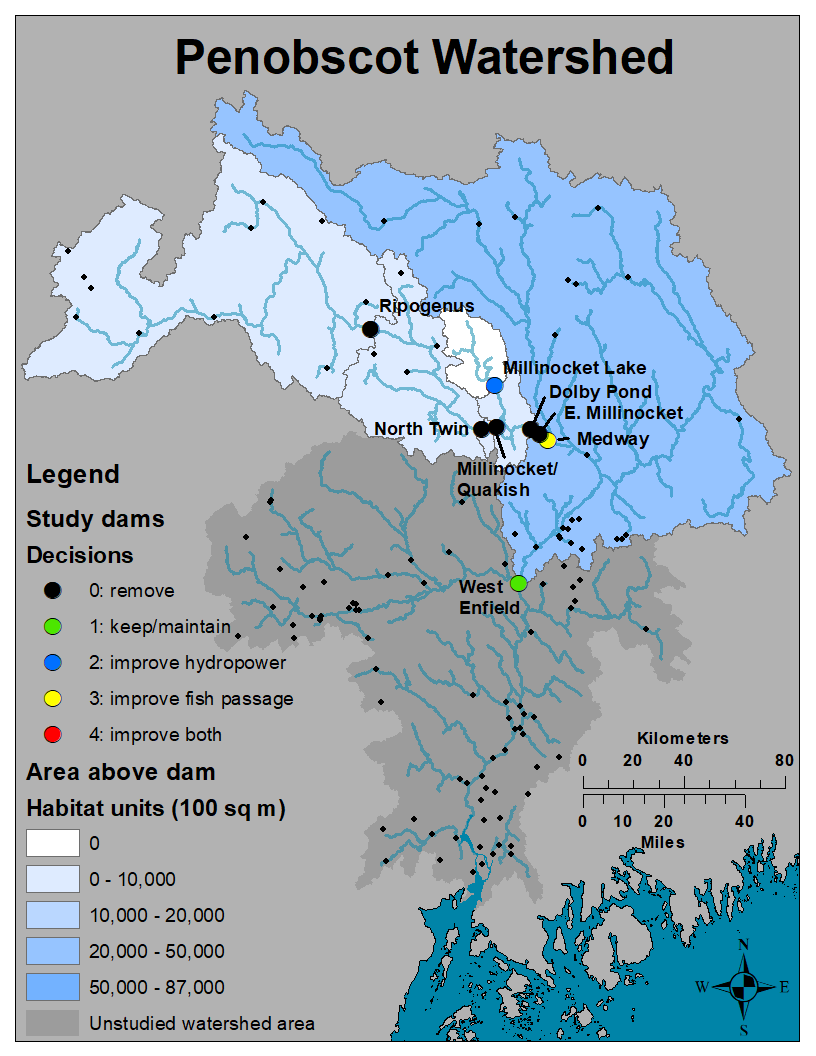 Penobscot Watershed
Ripogenus
Millinocket Lake
Dolby Pond
E. Millinocket
North Twin
Medway
Millinocket/
Quakish
West
Enfield
Legend
Study dams
Decisions
0: remove
1: keep/maintain
2: improve hydropower
3: improve fish passage
4: improve both
Area above dam
Habitat units (100 sq m)
0
0 - 10,000
10,000 - 20,000
20,000 - 50,000
50,000 - 87,000
Unstudied watershed area
Kilometers
0 20 40 80
0 10 20 40
Miles
N
W E
S